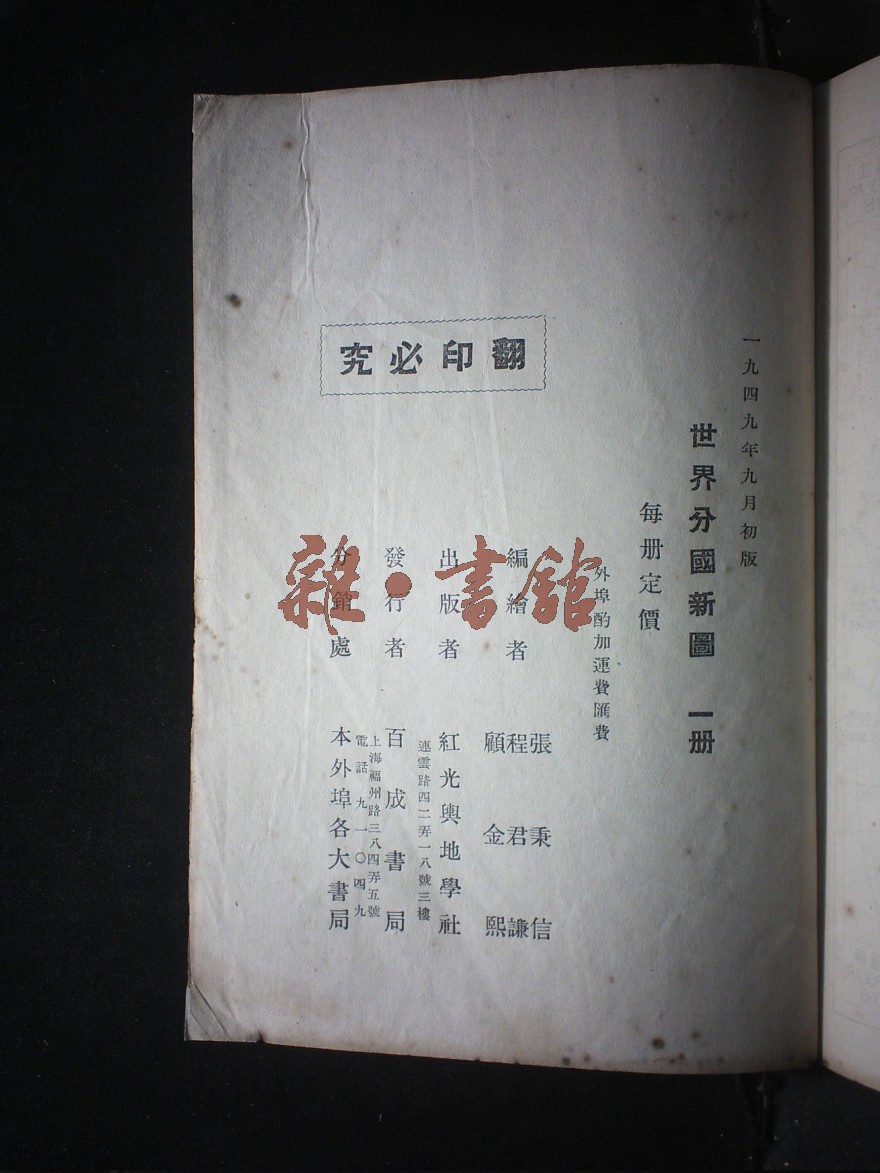 一九四九年九月初版
世界分國新圖 一册
每册定價
外埠酌加運費匯費
編繪者 張秉信
程君謙
顧金熙
出版者 紅光輿地學社
連雲路四二弄一八號三樓
發行者 百成書局
上海福州路三八四弄五號
電話九一〇四九
分銷處 本外埠各大書局
翻印必究
雜·書館